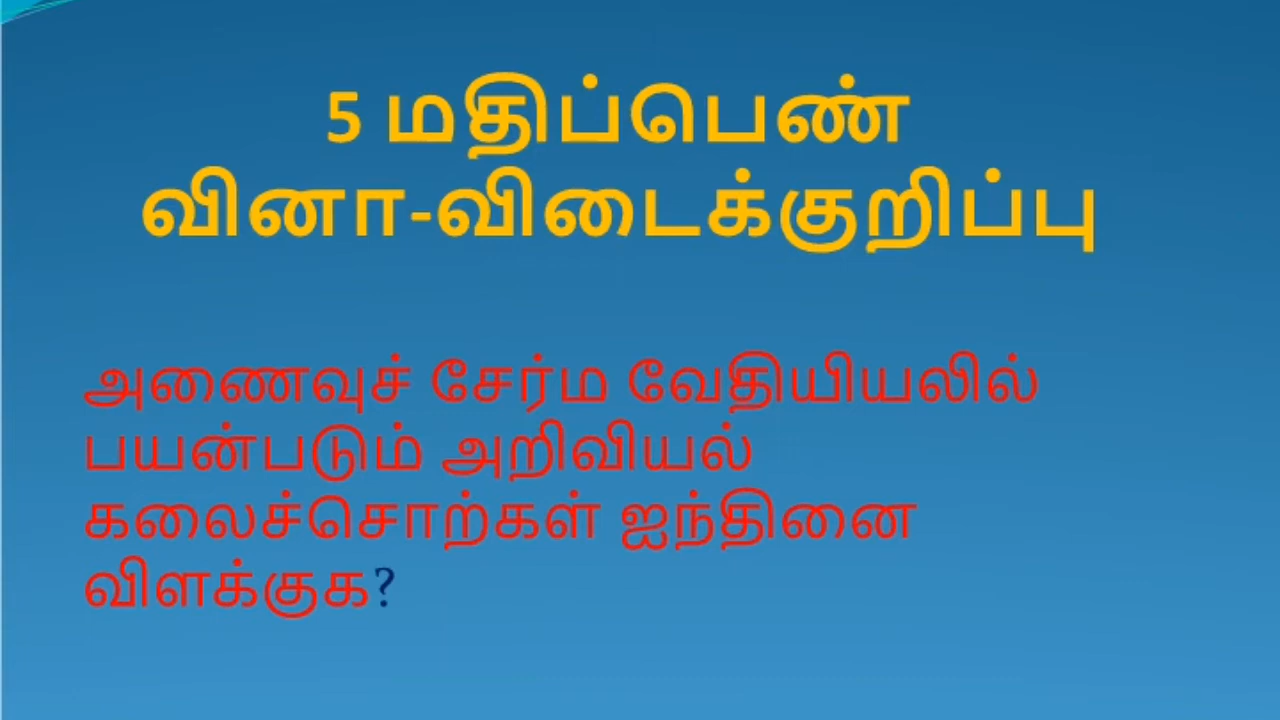 5 மதிப்பெண்
வினா-விடைக்குறிப்பு
அணைவுச் சேர்ம வேதியியலில்
பயன்படும் அறிவியல்
கலைச்சொற்கள் ஐந்தினை
விளக்குக?